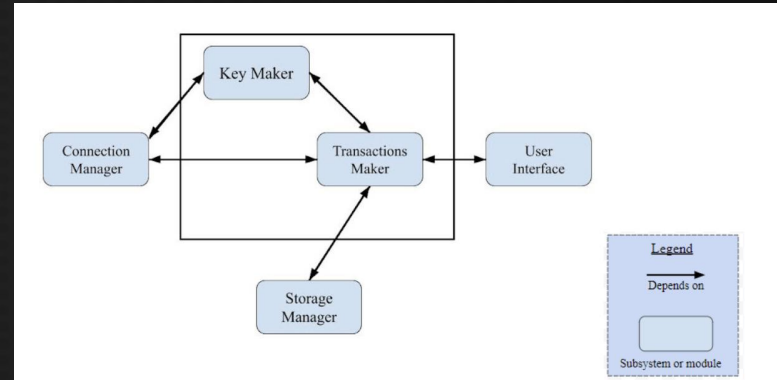 Key Maker
Connection
Manager
Transactions
Maker
User
Interface
Storage
Manager
Legend
Depends on
Subsystem or module